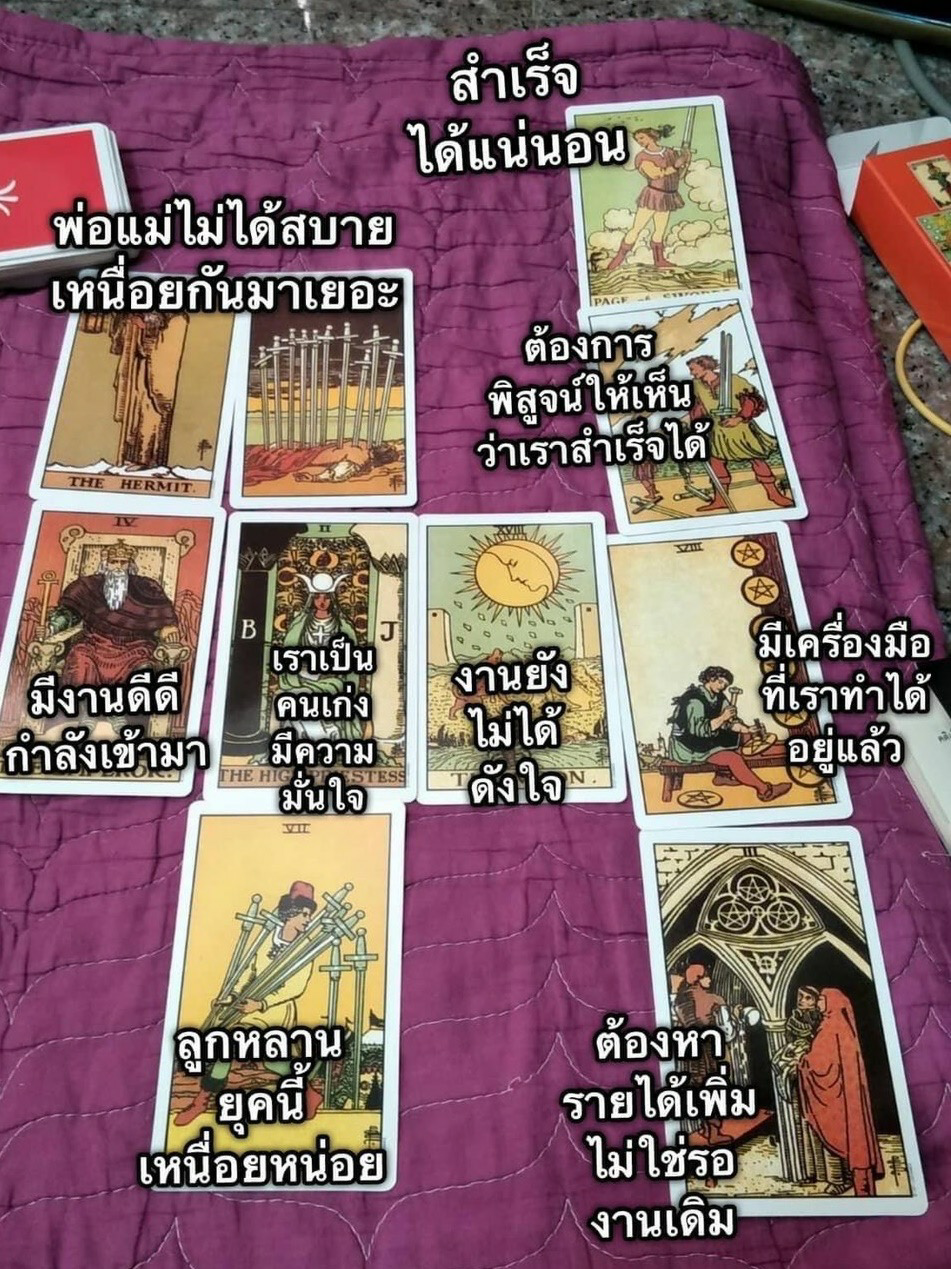 สำเร็จ
ได้แน่นอน
พ่อแม่ไม่ได้สบาย
เหนื่อยกันมาเยอะ
PAGE of SWORDS
ต้องการ
พิสูจน์ให้เห็น
ว่าเราสำเร็จได้
THE HERMIT.
IV
มีงานดีดี
กำลังเข้ามา
II
B
J
เราเป็น
คนเก่ง
มีความ
มั่นใจ
THE HIGH PRIESTESS
XVIII
งานยัง
ไม่ได้
ดังใจ
VIII
มีเครื่องมือ
ที่เราทำได้
อยู่แล้ว
VII
ลูกหลาน
ยุคนี้
เหนื่อยหน่อย
III
ต้องหา
รายได้เพิ่ม
ไม่ใช่รอ
งานเดิม